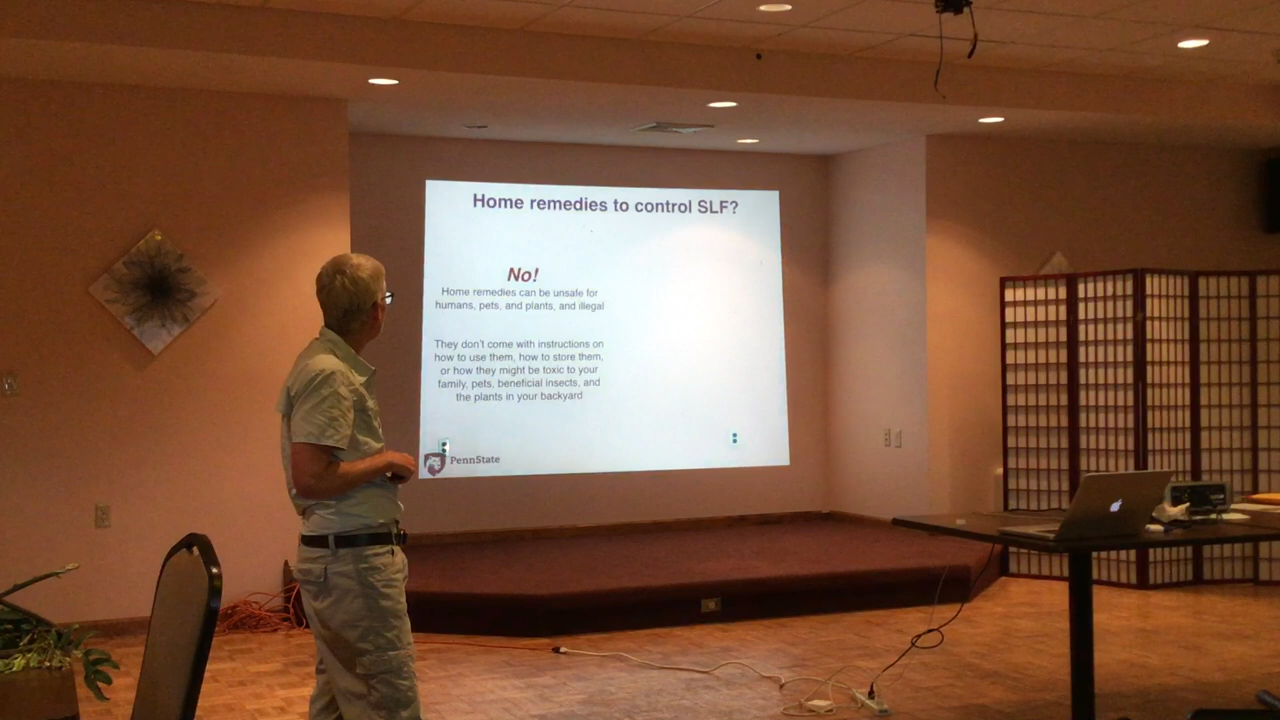 Home remedies to control SLF?
No!
Home remedies can be unsafe for
humans, pets, and plants, and illegal
They don't come with instructions on
how to use them, how to store them,
or how they might be toxic to your
family, pets, beneficial insects, and
the plants in your backyard
PennState